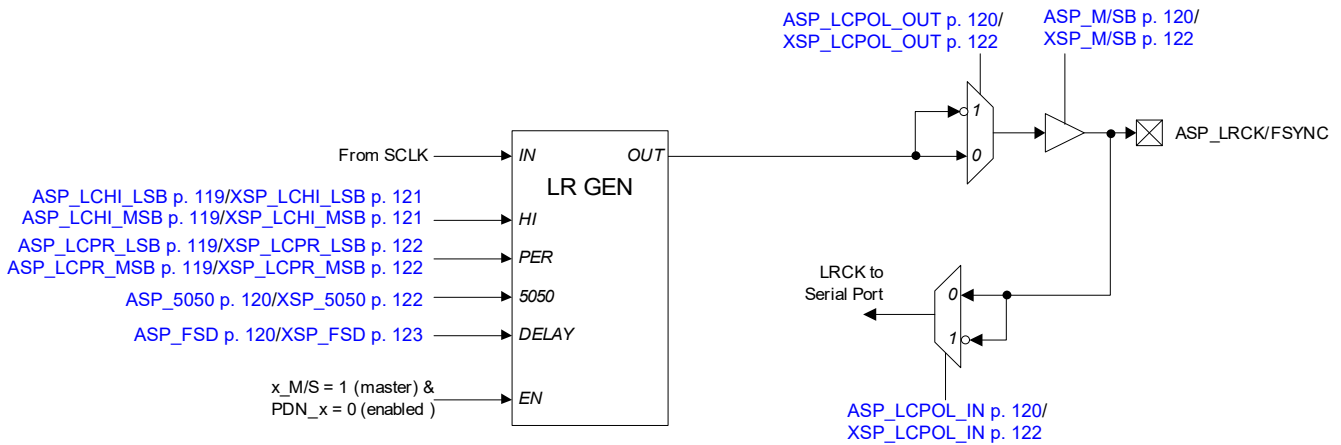 ASP_LCPOL_OUT p. 120/
XSP_LCPOL_OUT p. 122
ASP_M/SB p. 120/
XSP_M/SB p. 122
1
0
ASP_LRCK/FSYNC
From SCLK
IN
OUT
LR GEN
ASP_LCHI_LSB p. 119/XSP_LCHI_LSB p. 121
ASP_LCHI_MSB p. 119/XSP_LCHI_MSB p. 121
HI
ASP_LCPR_LSB p. 119/XSP_LCPR_LSB p. 122
ASP_LCPR_MSB p. 119/XSP_LCPR_MSB p. 122
PER
ASP_5050 p. 120/XSP_5050 p. 122
5050
ASP_FSD p. 120/XSP_FSD p. 123
DELAY
x_M/S = 1 (master) &
PDN_x = 0 (enabled )
EN
LRCK to
Serial Port
0
1
ASP_LCPOL_IN p. 120/
XSP_LCPOL_IN p. 122